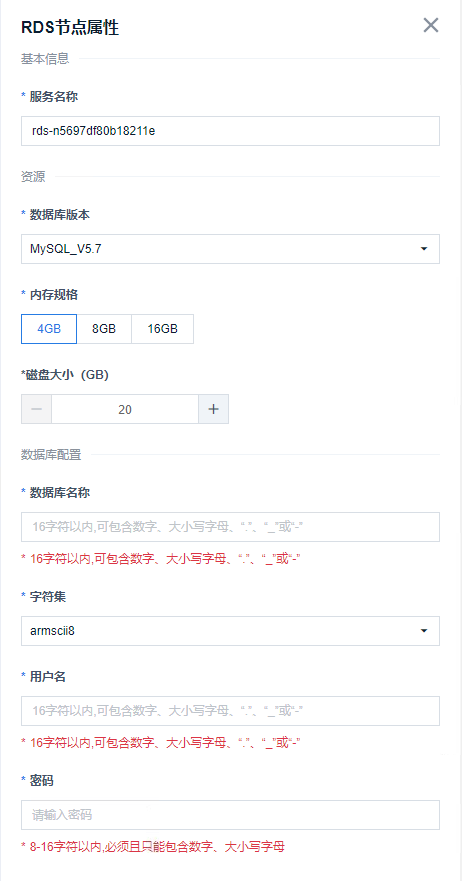 RDS节点属性
基本信息
* 服务名称
rds-n5697df80b18211e
资源
* 数据库版本
MySQL_V5.7
* 内存规格
4GB 8GB 16GB
*磁盘大小（GB）
20
数据库配置
* 数据库名称
16字符以内,可包含数字、大小写字母、“.”、“_”或“-”
* 16字符以内,可包含数字、大小写字母、“.”、“_”或“-”
* 字符集
armscii8
* 用户名
16字符以内,可包含数字、大小写字母、“.”、“_”或“-”
* 16字符以内,可包含数字、大小写字母、“.”、“_”或“-”
* 密码
请输入密码
* 8-16字符以内,必须且只能包含数字、大小写字母